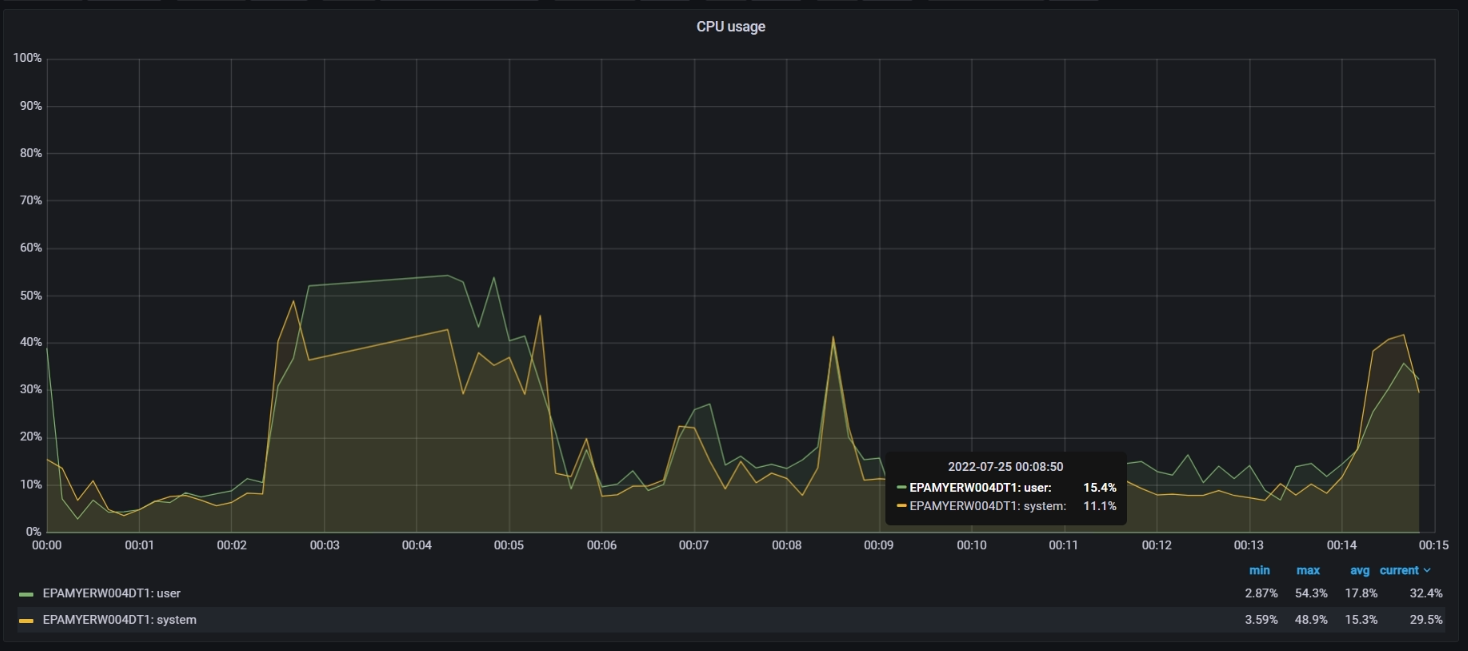 CPU usage
100%
90%
80%
70%
60%
50%
40%
30%
20%
10%
0%
2022-07-25 00:08:50
EPAMYERW004DT1: user: 15.4%
EPAMYERW004DT1: system: 11.1%
00:00 00:01 00:02 00:03 00:04 00:05 00:06 00:07 00:08 00:09 00:10 00:11 00:12 00:13 00:14 00:15
min max avg current
EPAMYERW004DT1: user 2.87% 54.3% 17.8% 32.4%
EPAMYERW004DT1: system 3.59% 48.9% 15.3% 29.5%